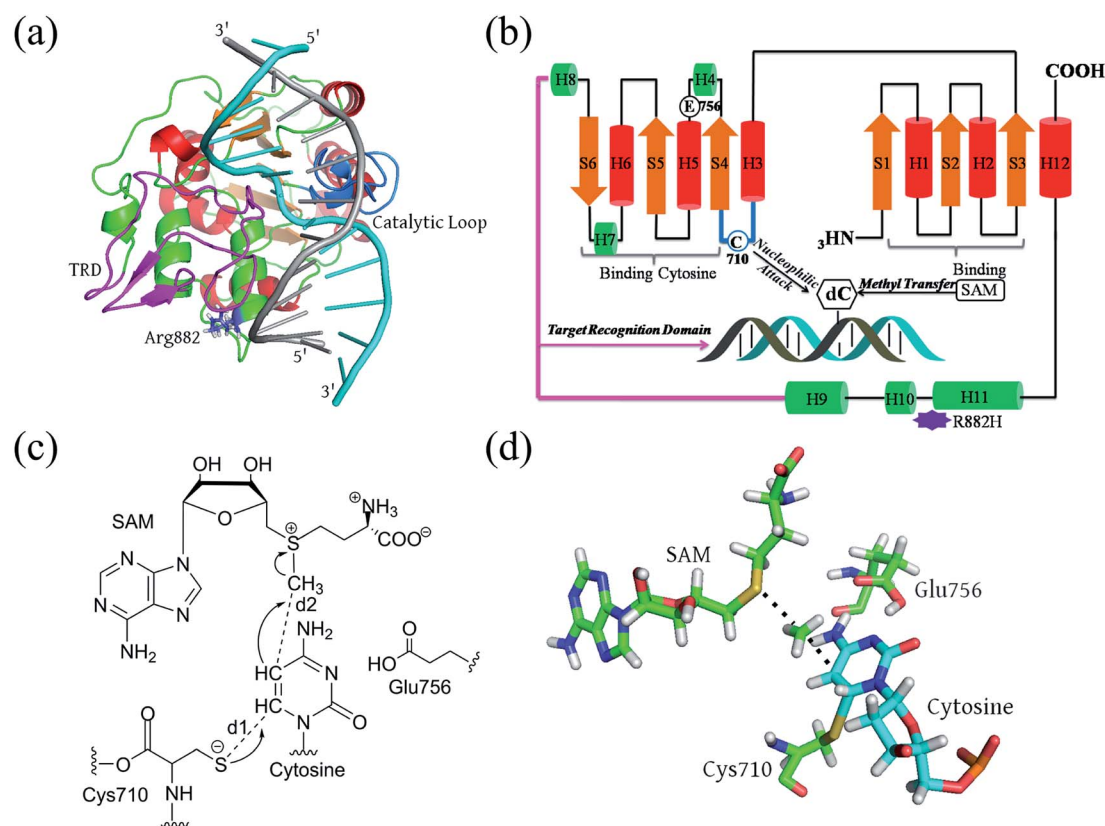 (a)
3'
5'
Catalytic Loop
TRD
Arg882
5'
3'
(b)
H8
H4
COOH
E 756
S6
H6
S5
H5
S4
H3
S1
H1
S2
H2
S3
H12
H7
C
710
₃HN
Binding Cytosine
Nucleophilic
Attack
dC
Methyl Transfer
Binding
SAM
Target Recognition Domain
H9
H10
H11
R882H
(c)
OH OH
SAM
O
⊕
NH₃
⊕
S
COO⊖
N
N
N
N
CH₃
NH₂
d2
NH₂
HC
N
HO
O
Glu756
HC
N
O
d1
O
⊖
S
Cytosine
O
Cys710
NH
(d)
SAM
Glu756
Cytosine
Cys710